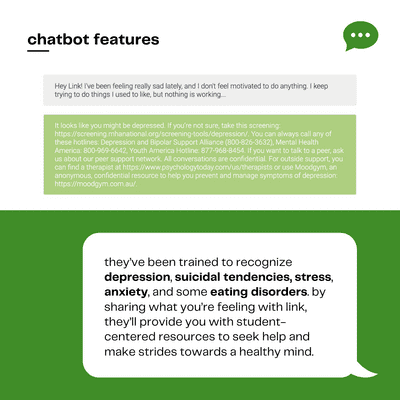 chatbot features
Hey Link! I've been feeling really sad lately, and I don't feel motivated to do anything. I keep
trying to do things I used to like, but nothing is working...
It looks like you might be depressed. If you're not sure, take this screening:
https://screening.mhanational.org/screening-tools/depression/. You can always call any of
these hotlines: Depression and Bipolar Support Alliance (800-826-3632), Mental Health
America: 800-969-6642, Youth America Hotline: 877-968-8454. If you want to talk to a peer, ask
us about our peer support network. All conversations are confidential. For outside support, you
can find a therapist at https://www.psychologytoday.com/us/therapists or use Moodgym, an
anonymous, confidential resource to help you prevent and manage symptoms of depression
https://moodgym.com.au/.
they've been trained to recognize
depression, suicidal tendencies, stress,
anxiety, and some eating disorders. by
sharing what you're feeling with link,
they'll provide you with student-
centered resources to seek help and
make strides towards a healthy mind.